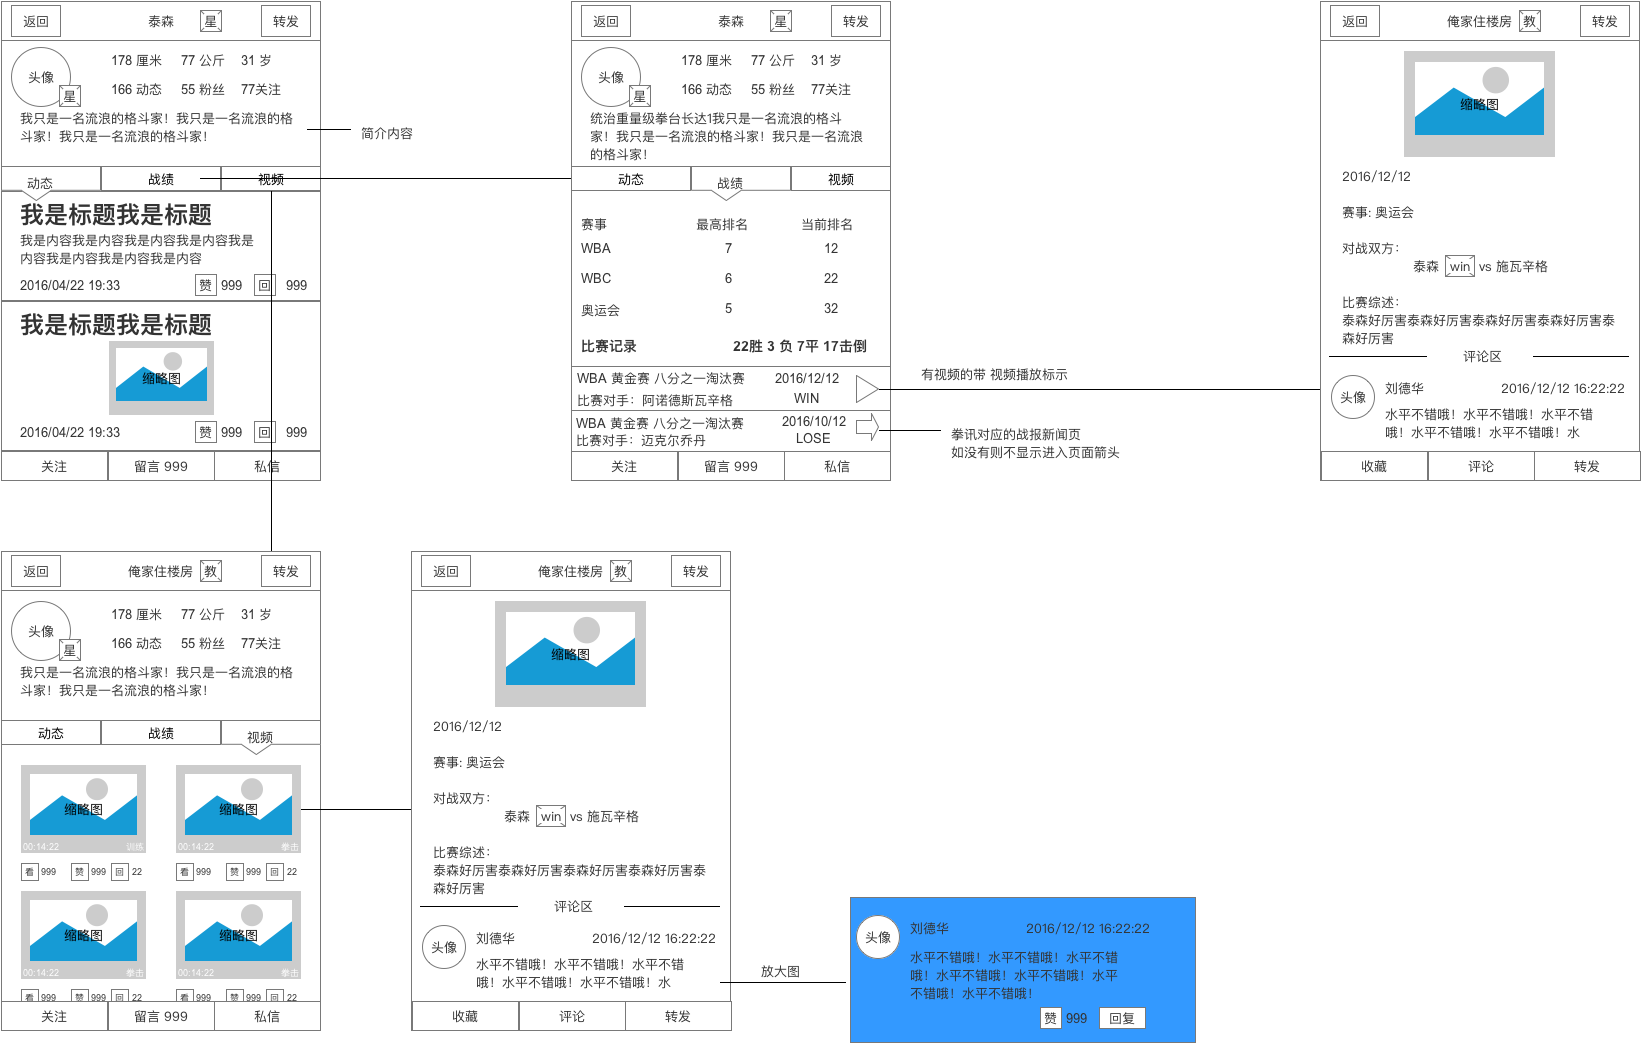 返回
泰森
星
转发
头像
星
178 厘米
77 公斤
31 岁
166 动态
55 粉丝
77关注
我只是一名流浪的格斗家！我只是一名流浪的格
斗家！我只是一名流浪的格斗家！
简介内容
动态
战绩
视频
我是标题我是标题
我是内容我是内容我是内容我是内容我是
内容我是内容我是内容我是内容
2016/04/22 19:33
赞
999
回
999
我是标题我是标题
缩略图
2016/04/22 19:33
赞
999
回
999
关注
留言 999
私信
返回
泰森
星
转发
头像
星
178 厘米
77 公斤
31 岁
166 动态
55 粉丝
77关注
统治重量级拳台长达1我只是一名流浪的格斗
家！我只是一名流浪的格斗家！我只是一名流浪
的格斗家！
动态
战绩
视频
赛事
最高排名
当前排名
WBA
7
12
WBC
6
22
奥运会
5
32
比赛记录
22胜 3 负 7平 17击倒
WBA 黄金赛 八分之一淘汰赛
2016/12/12
比赛对手：阿诺德斯瓦辛格
WIN
WBA 黄金赛 八分之一淘汰赛
2016/10/12
比赛对手：迈克尔乔丹
LOSE
关注
留言 999
私信
有视频的带 视频播放标示
拳讯对应的战报新闻页
如没有则不显示进入页面箭头
返回
俺家住楼房
教
转发
缩略图
2016/12/12
赛事: 奥运会
对战双方：
泰森
win
vs 施瓦辛格
比赛综述：
泰森好厉害泰森好厉害泰森好厉害泰森好厉害泰
森好厉害
评论区
头像
刘德华
2016/12/12 16:22:22
水平不错哦！水平不错哦！水平不错
哦！水平不错哦！水平不错哦！水
收藏
评论
转发
返回
俺家住楼房
教
转发
头像
星
178 厘米
77 公斤
31 岁
166 动态
55 粉丝
77关注
我只是一名流浪的格斗家！我只是一名流浪的格
斗家！我只是一名流浪的格斗家！
动态
战绩
视频
缩略图
00:14:22
训练
缩略图
00:14:22
拳击
看
999
赞
999
回
22
看
999
赞
999
回
22
缩略图
00:14:22
拳击
缩略图
00:14:22
拳击
看
999
赞
999
回
22
看
999
赞
999
回
22
关注
留言 999
私信
返回
俺家住楼房
教
转发
缩略图
2016/12/12
赛事: 奥运会
对战双方：
泰森
win
vs 施瓦辛格
比赛综述：
泰森好厉害泰森好厉害泰森好厉害泰森好厉害泰
森好厉害
评论区
头像
刘德华
2016/12/12 16:22:22
水平不错哦！水平不错哦！水平不错
哦！水平不错哦！水平不错哦！水
收藏
评论
转发
放大图
头像
刘德华
2016/12/12 16:22:22
水平不错哦！水平不错哦！水平不错
哦！水平不错哦！水平不错哦！水平
不错哦！水平不错哦！
赞
999
回复